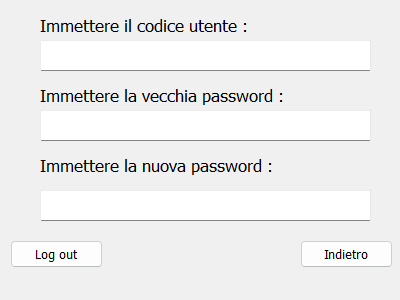 Immettere il codice utente :
Immettere la vecchia password :
Immettere la nuova password :
Log out
Indietro